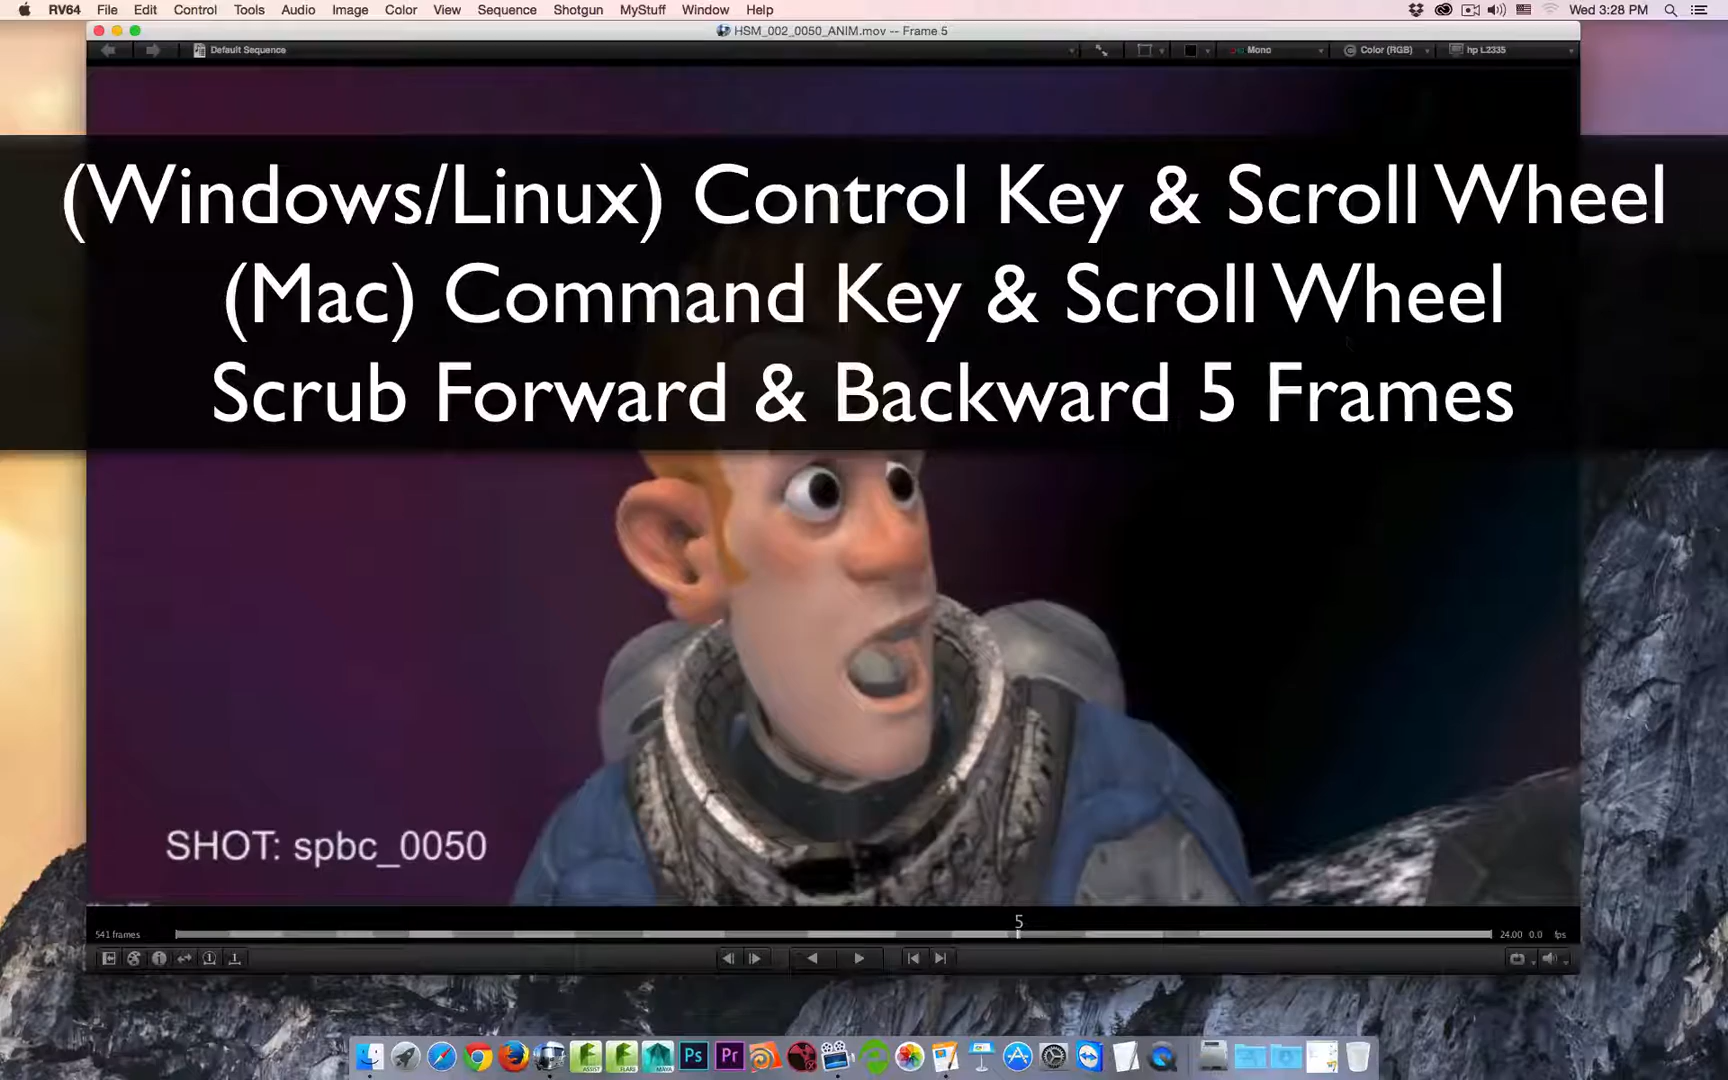 RV64 File Edit Control Tools Audio Image Color View Sequence Shotgun MyStuff Window Help Wed 3:28 PM
HSM_002_0050_ANIM.mov -- Frame 5
Default Sequence Mono Color (RGB) hp L2335
(Windows/Linux) Control Key & Scroll Wheel
(Mac) Command Key & Scroll Wheel
Scrub Forward & Backward 5 Frames
SHOT: spbc_0050
5
541 frames 24.00 0.0 fps
ASSIST FLARE MAYA Ps Pr